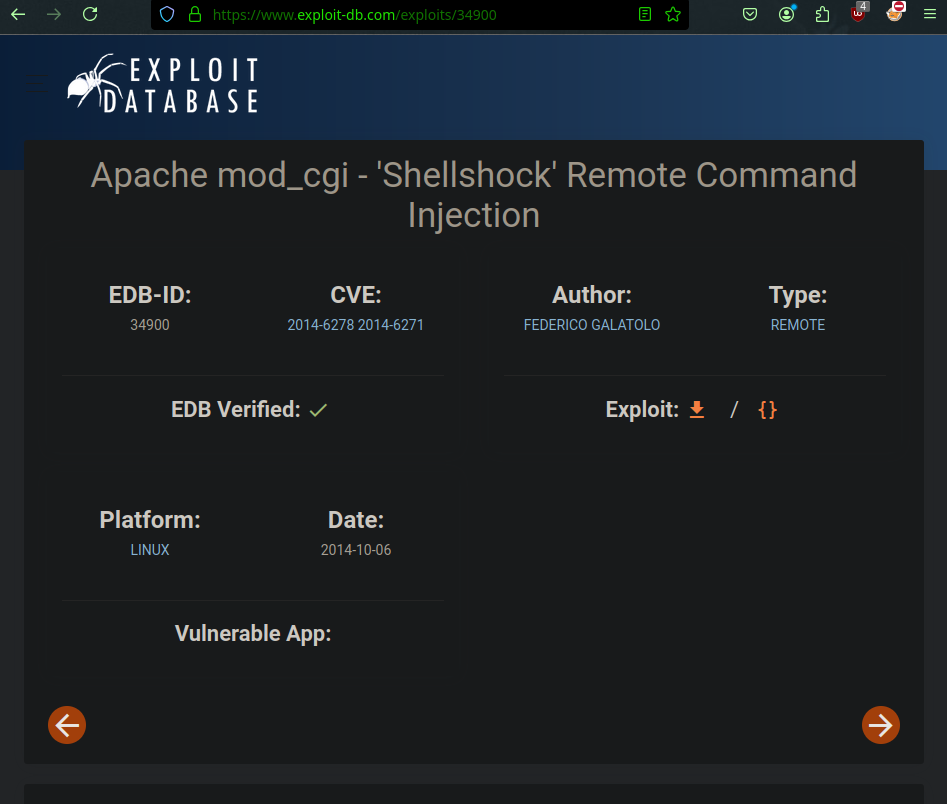 https://www.exploit-db.com/exploits/34900
4
EXPLOIT
DATABASE
Apache mod_cgi - 'Shellshock' Remote Command
Injection
EDB-ID:
34900
CVE:
2014-6278 2014-6271
Author:
FEDERICO GALATOLO
Type:
REMOTE
EDB Verified:
Exploit: / {}
Platform:
LINUX
Date:
2014-10-06
Vulnerable App: